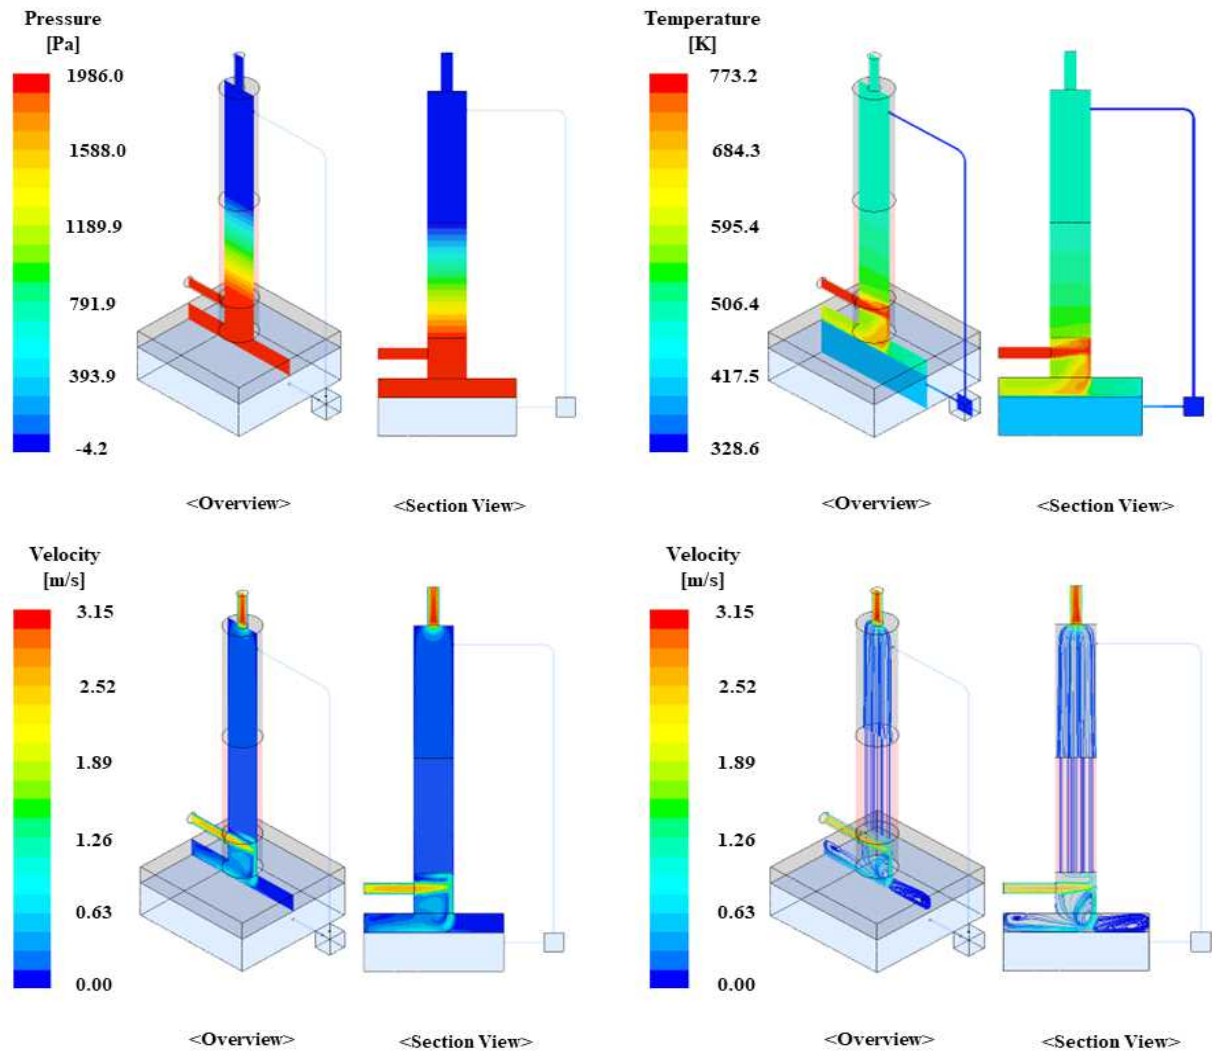 Pressure
[Pa]
1986.0
1588.0
1189.9
791.9
393.9
-4.2
<Overview>
<Section View>
Temperature
[K]
773.2
684.3
595.4
506.4
417.5
328.6
<Overview>
<Section View>
Velocity
[m/s]
3.15
2.52
1.89
1.26
0.63
0.00
<Overview>
<Section View>
Velocity
[m/s]
3.15
2.52
1.89
1.26
0.63
0.00
<Overview>
<Section View>